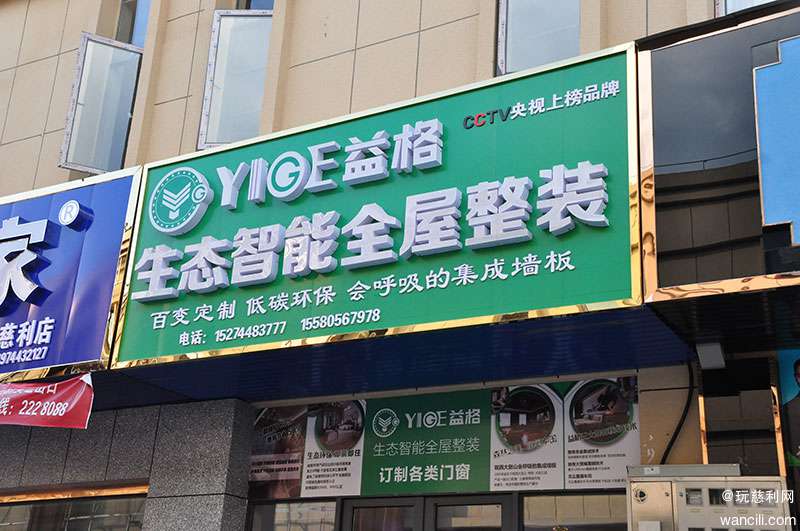 YIGE益格
CCTV央视上榜品牌
生态智能全屋整装
百变定制 低碳环保 会呼吸的集成墙板
电话：15274483777 15580567978
家®
慈利店
974432127
线：2228088
YIGE益格
生态智能全屋整装
订制各类门窗
@玩慈利网
wancili.com